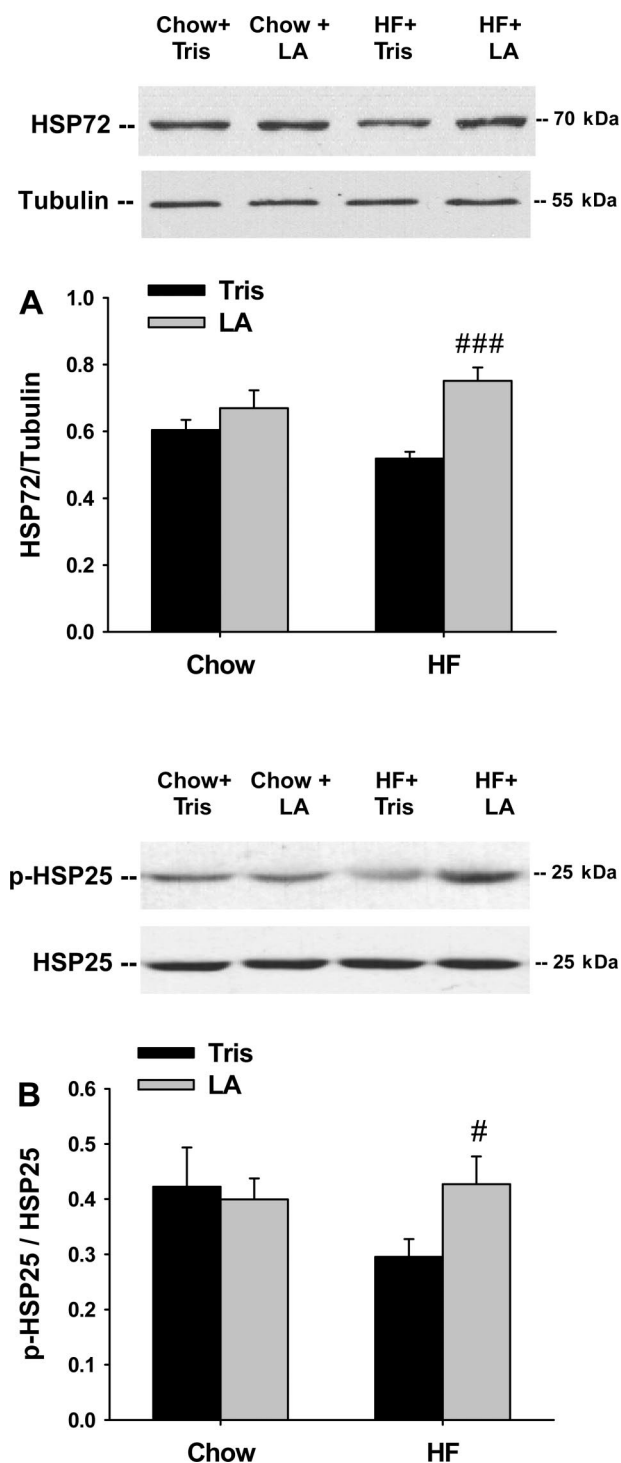 Chow+ Chow + HF+ HF+
Tris LA Tris LA
HSP72 -- -- 70 kDa
Tubulin -- -- 55 kDa
A
Tris
LA
###
HSP72/Tubulin
1.0
0.8
0.6
0.4
0.2
0.0
Chow HF
Chow+ Chow + HF+ HF+
Tris LA Tris LA
p-HSP25 -- -- 25 kDa
HSP25 -- -- 25 kDa
B
Tris
LA
#
p-HSP25 / HSP25
0.6
0.5
0.4
0.3
0.2
0.1
0.0
Chow HF